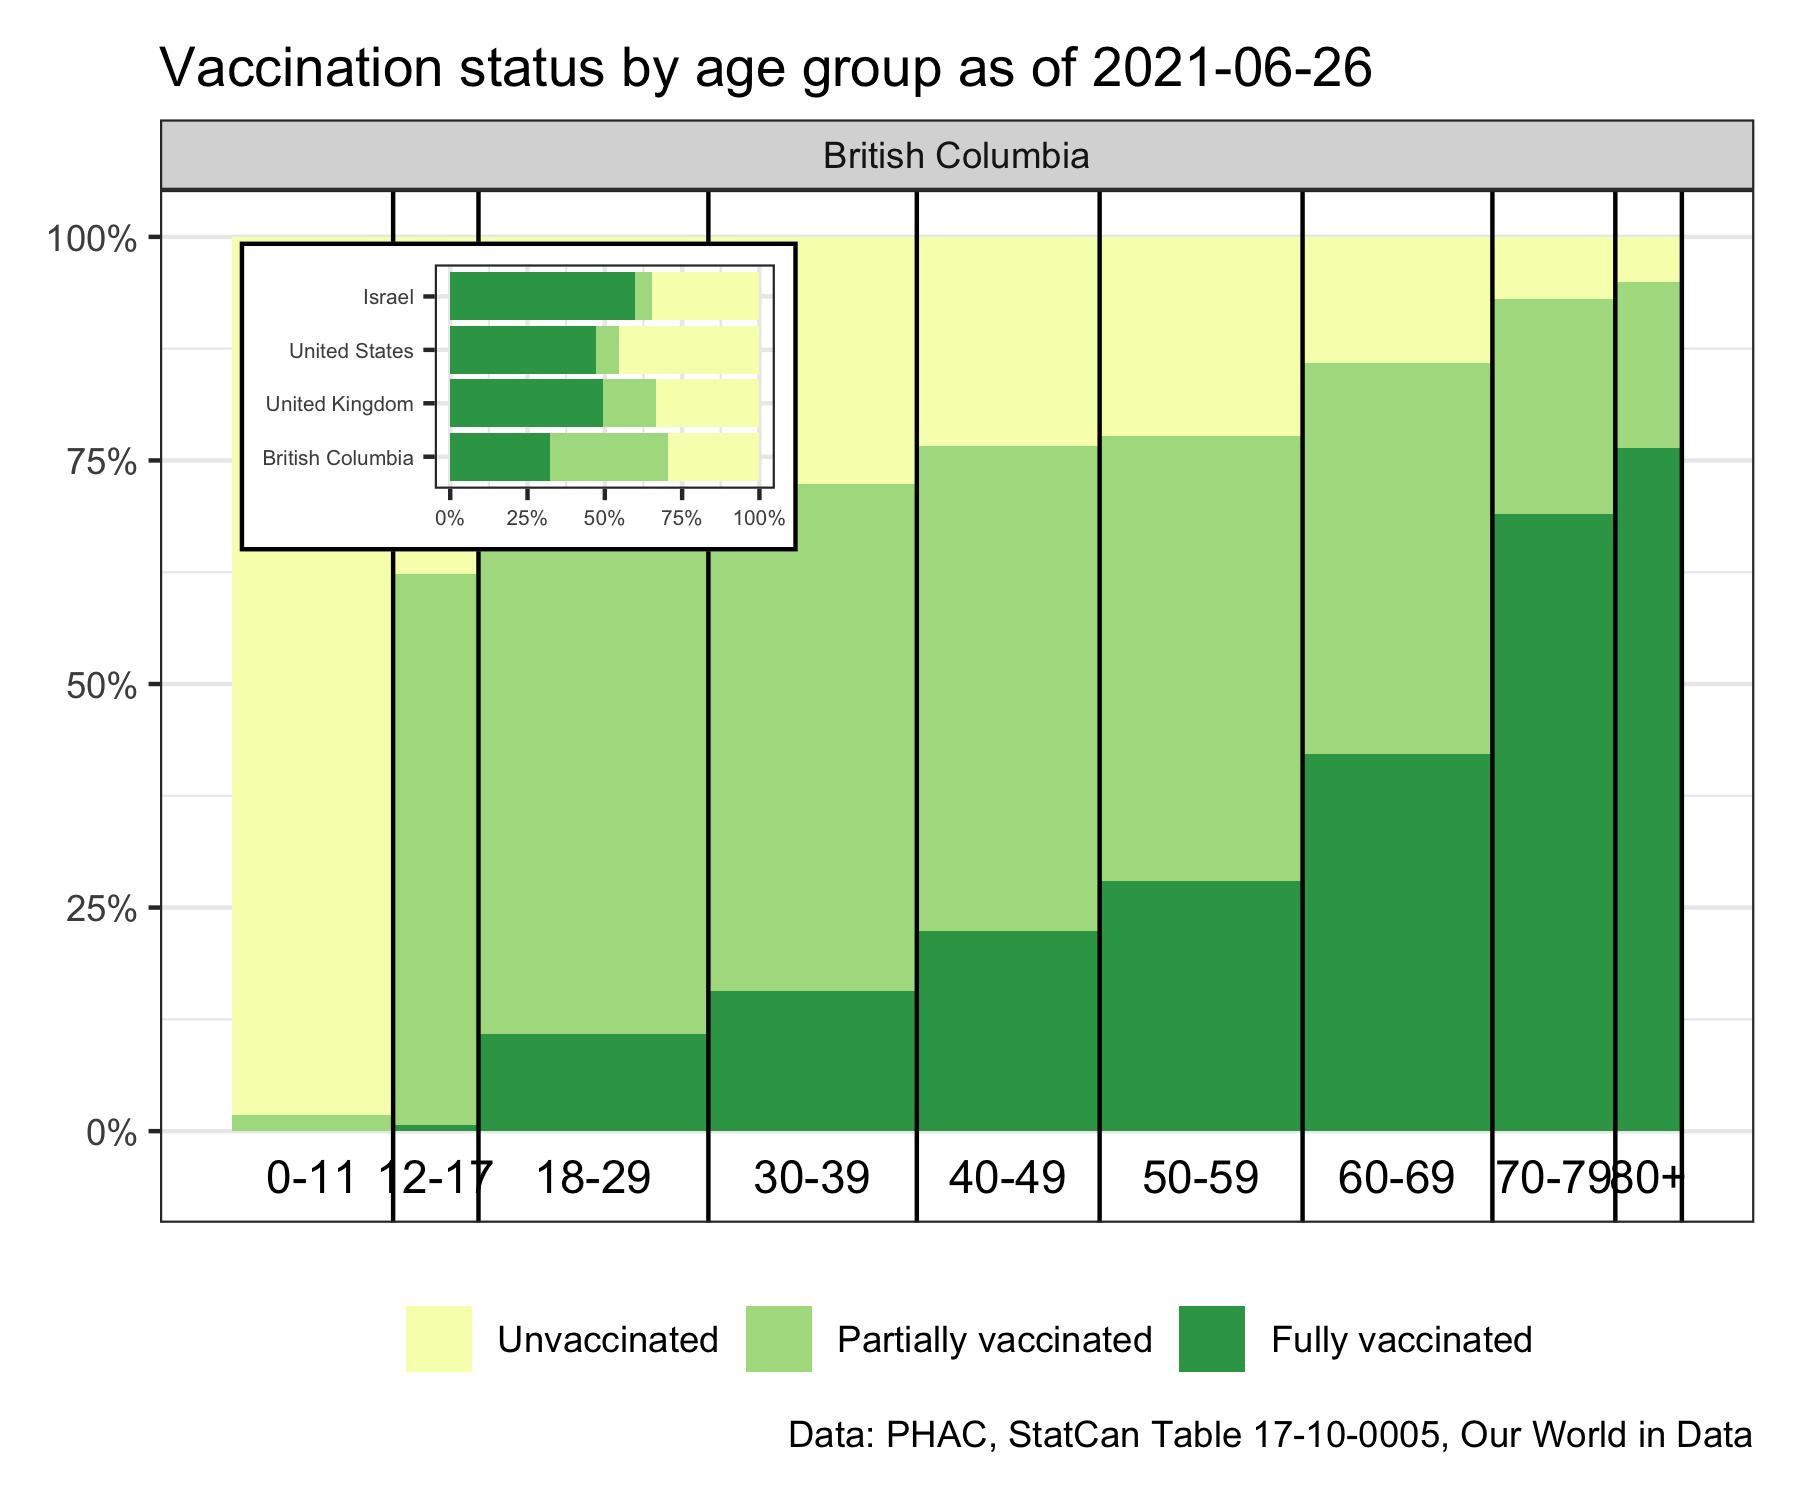 Vaccination status by age group as of 2021-06-26
British Columbia
100%
75%
50%
25%
0%
Israel
United States
United Kingdom
British Columbia
0% 25% 50% 75% 100%
0-11 12-17 18-29 30-39 40-49 50-59 60-69 70-79 80+
Unvaccinated Partially vaccinated Fully vaccinated
Data: PHAC, StatCan Table 17-10-0005, Our World in Data